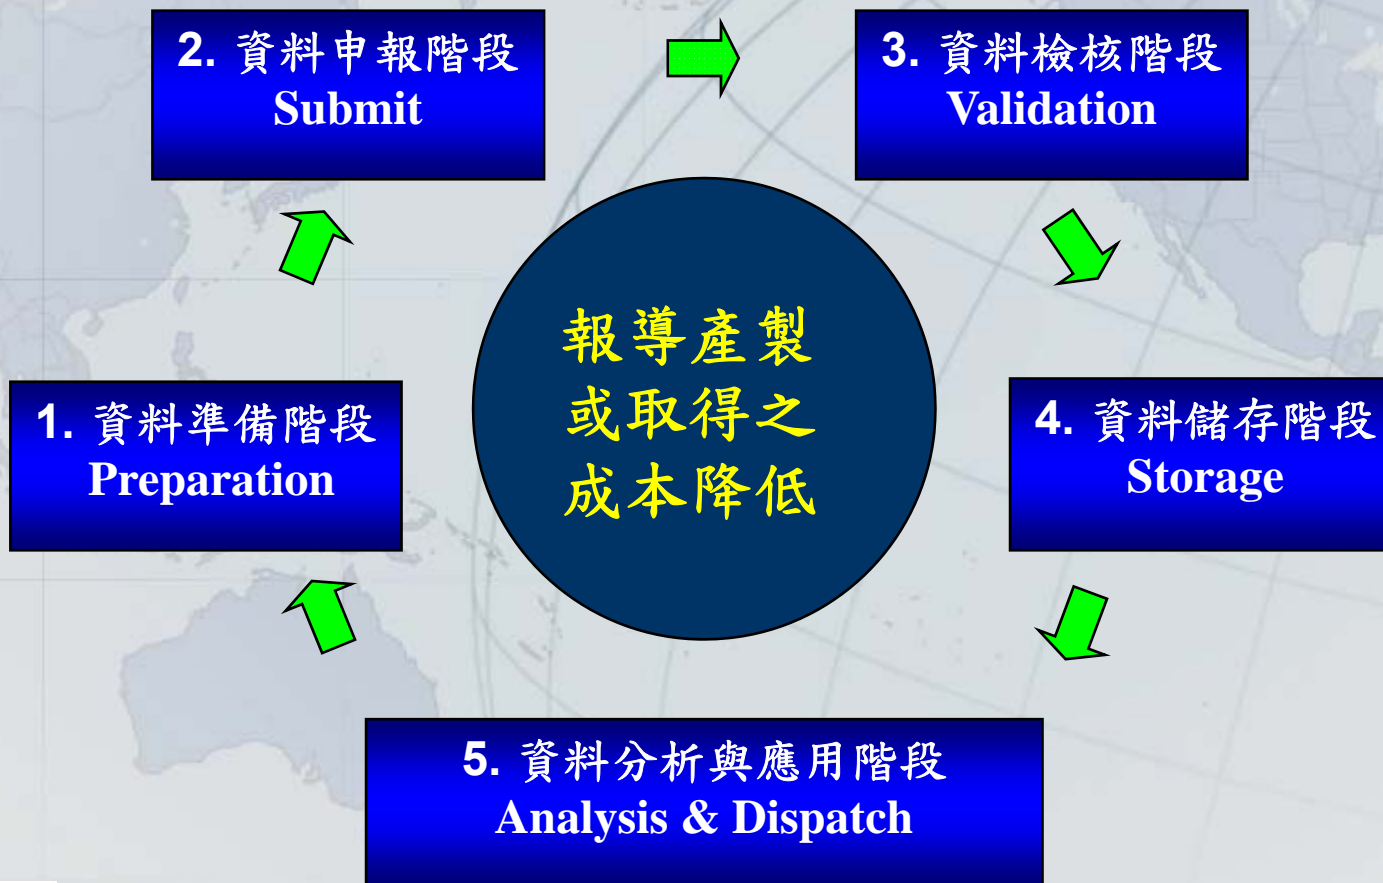 2. 資料申報階段
Submit
3. 資料檢核階段
Validation
報導產製
或取得之
成本降低
1. 資料準備階段
Preparation
4. 資料儲存階段
Storage
5. 資料分析與應用階段
Analysis & Dispatch